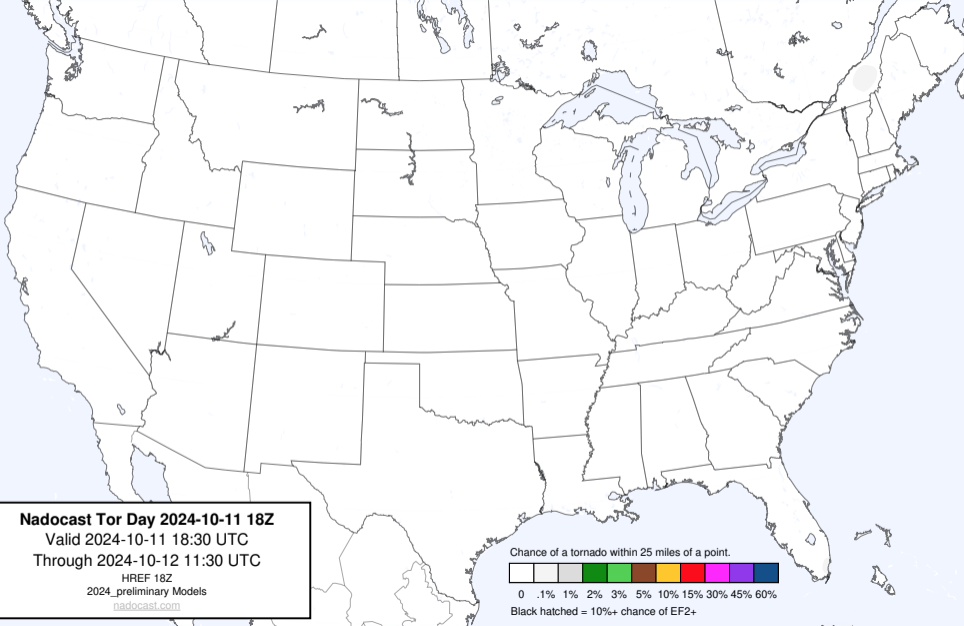 Nadocast Tor Day 2024-10-11 18Z
Valid 2024-10-11 18:30 UTC
Through 2024-10-12 11:30 UTC
HREF 18Z
2024_preliminary Models
nadocast.com
Chance of a tornado within 25 miles of a point.
0 .1% 1% 2% 3% 5% 10% 15% 30% 45% 60%
Black hatched = 10%+ chance of EF2+